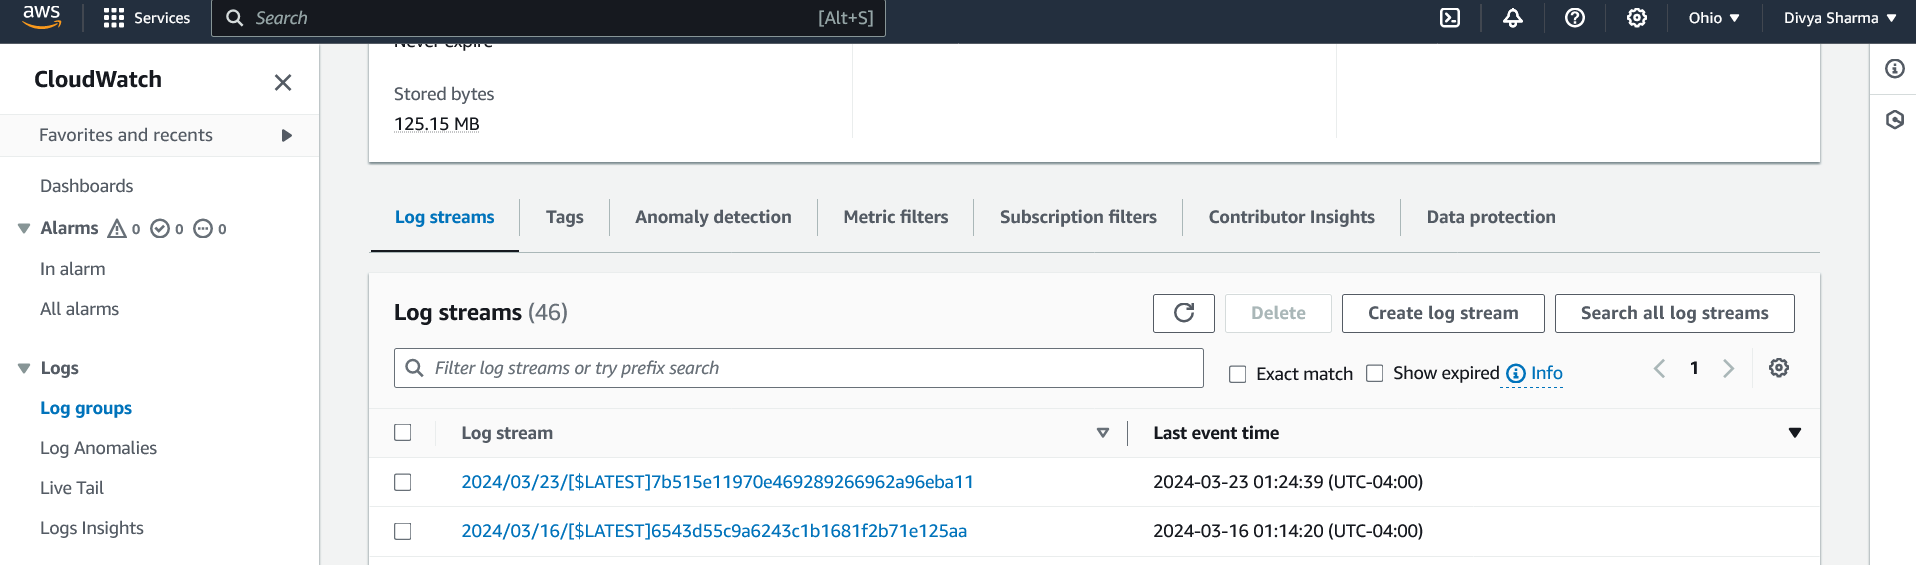 aws
Services
Search
[Alt+S]
Ohio ▼
Divya Sharma ▼
CloudWatch
Favorites and recents
Dashboards
Alarms 0 0 0
In alarm
All alarms
Logs
Log groups
Log Anomalies
Live Tail
Logs Insights
Never expire
Stored bytes
125.15 MB
Log streams
Tags
Anomaly detection
Metric filters
Subscription filters
Contributor Insights
Data protection
Log streams (46)
Delete
Create log stream
Search all log streams
Filter log streams or try prefix search
Exact match
Show expired
Info
1
Log stream
Last event time
2024/03/23/[$LATEST]7b515e11970e469289266962a96eba11
2024-03-23 01:24:39 (UTC-04:00)
2024/03/16/[$LATEST]6543d55c9a6243c1b1681f2b71e125aa
2024-03-16 01:14:20 (UTC-04:00)